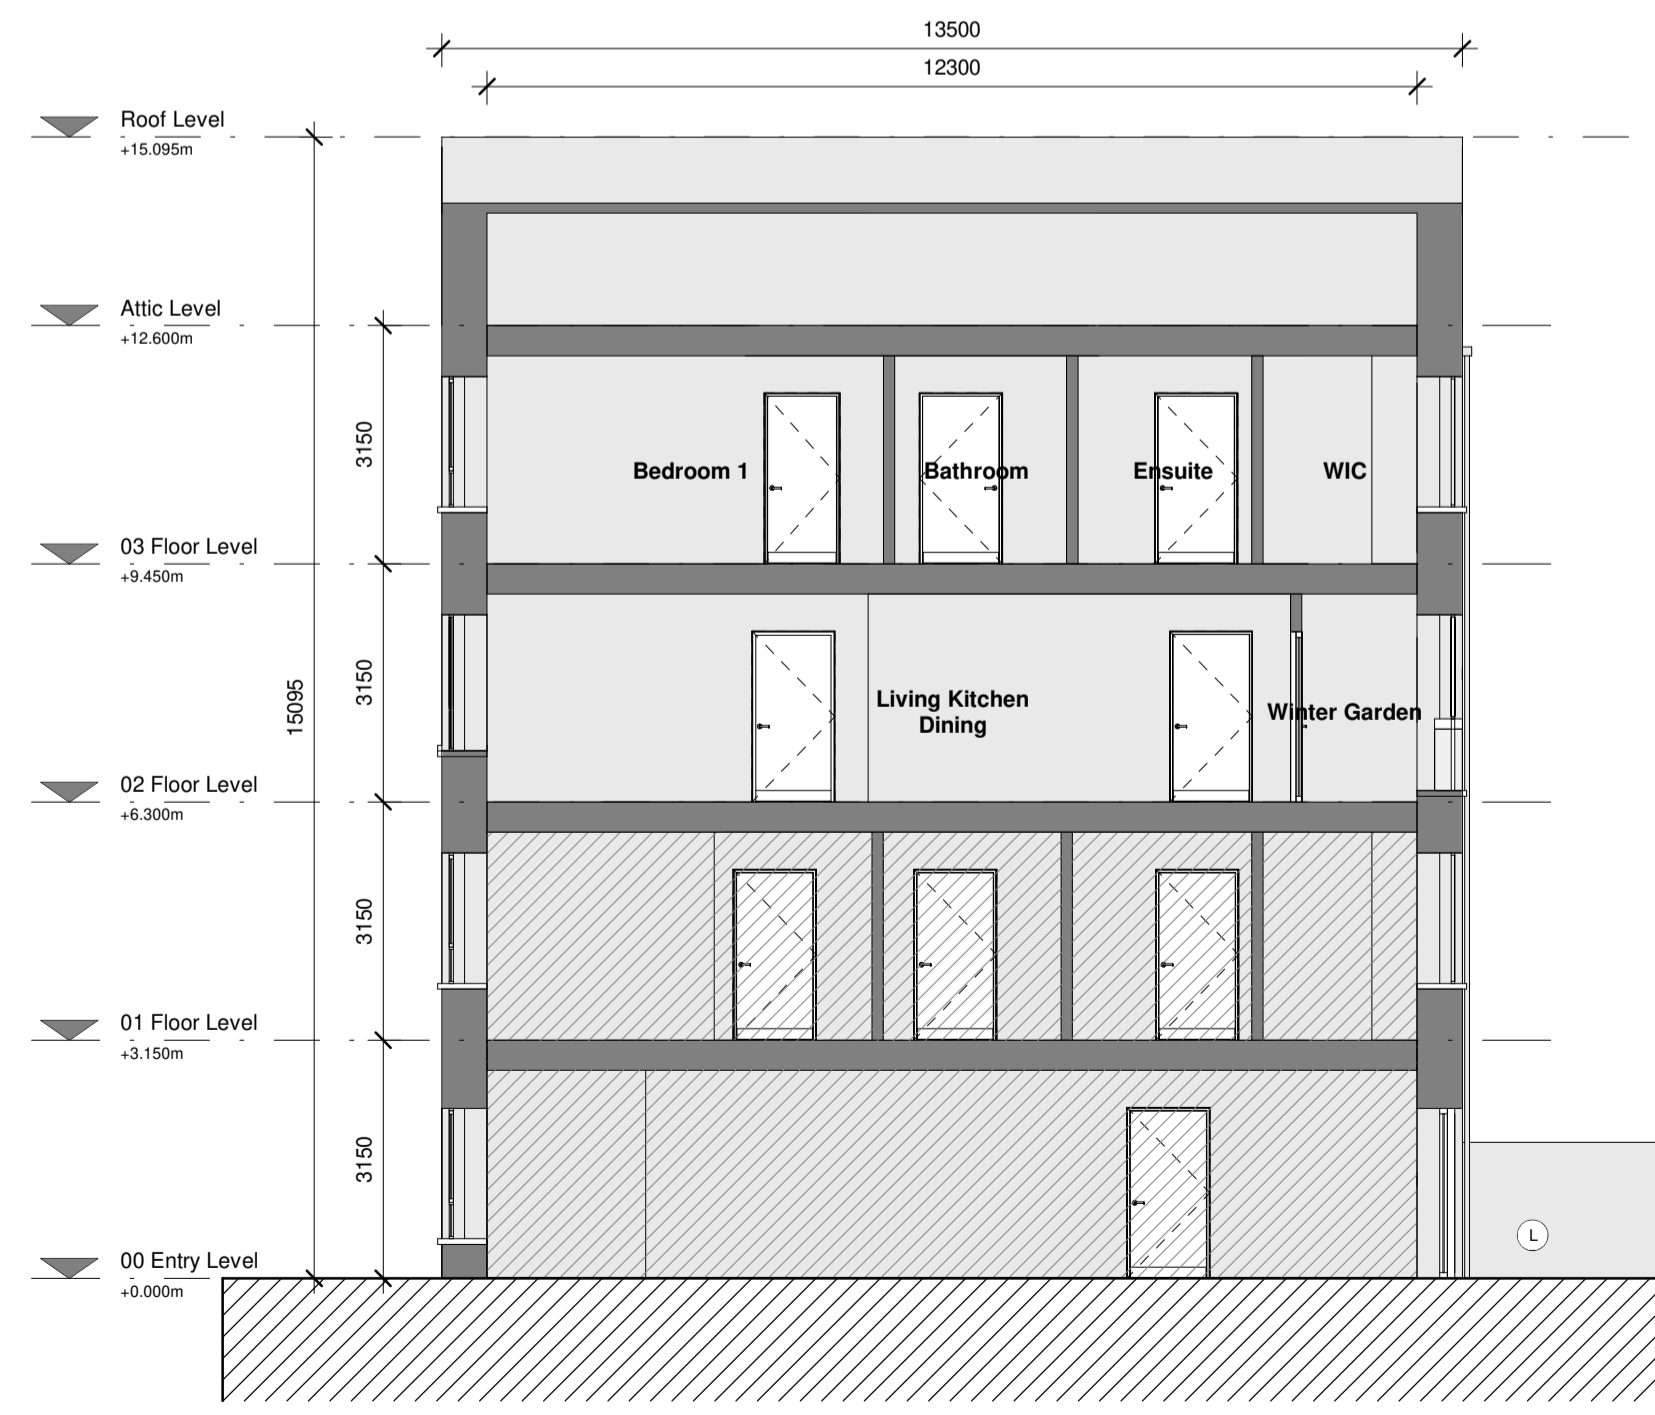 13500
12300
Roof Level
+15.095m
Attic Level
+12.600m
3150
Bedroom 1
Bathroom
Ensuite
WIC
03 Floor Level
+9.450m
15095
3150
Living Kitchen
Dining
Winter Garden
02 Floor Level
+6.300m
3150
01 Floor Level
+3.150m
3150
L
00 Entry Level
+0.000m